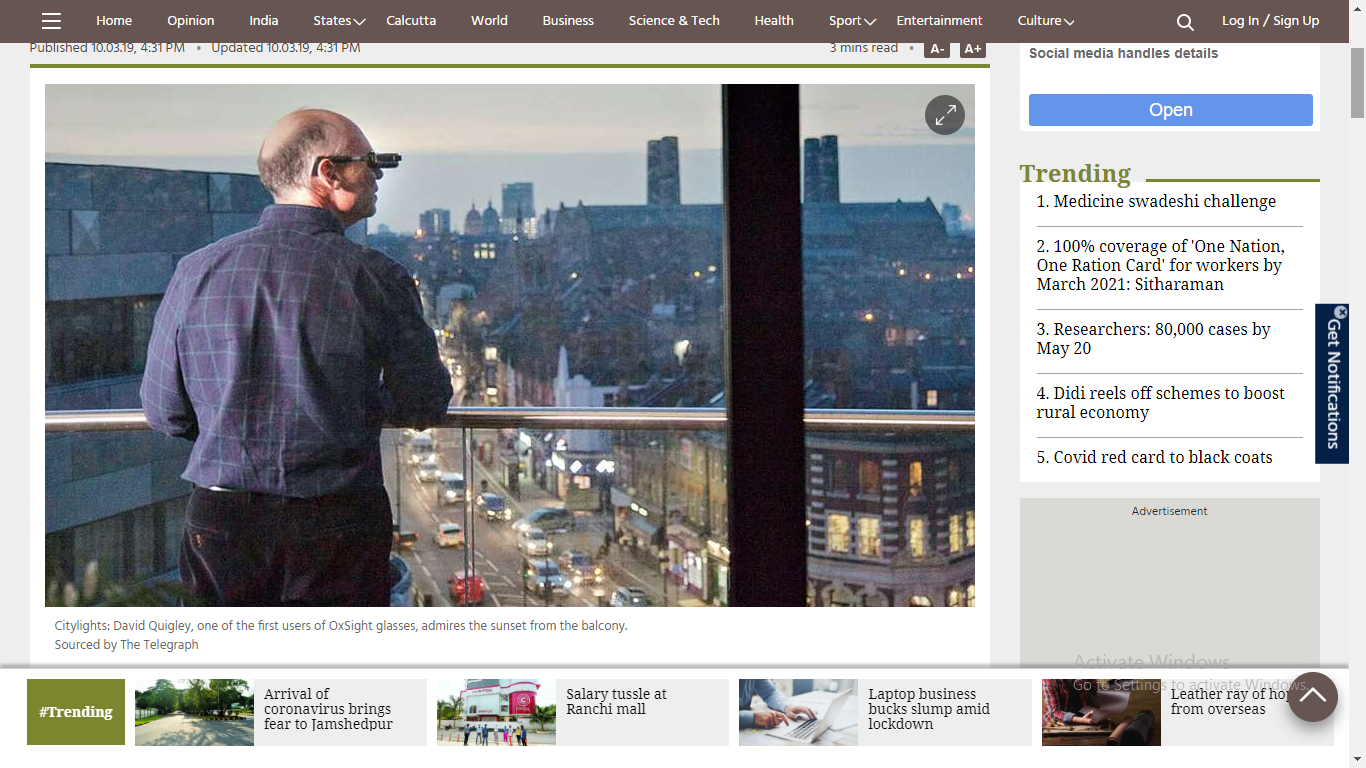 Home Opinion India States Calcutta World Business Science & Tech Health Sport Entertainment Culture Log In / Sign Up
Published 10.03.19, 4:31 PM • Updated 10.03.19, 4:31 PM 3 mins read • A- A+
Social media handles details
Open
Trending
1. Medicine swadeshi challenge
2. 100% coverage of 'One Nation,
One Ration Card' for workers by
March 2021: Sitharaman
3. Researchers: 80,000 cases by
May 20
4. Didi reels off schemes to boost
rural economy
5. Covid red card to black coats
Get Notifications
Advertisement
Citylights: David Quigley, one of the first users of OxSight glasses, admires the sunset from the balcony.
Sourced by The Telegraph
Activate Windows
Go to Settings to activate Windows.
#Trending
Arrival of
coronavirus brings
fear to Jamshedpur
Salary tussle at
Ranchi mall
Laptop business
bucks slump amid
lockdown
Leather ray of
from overseas